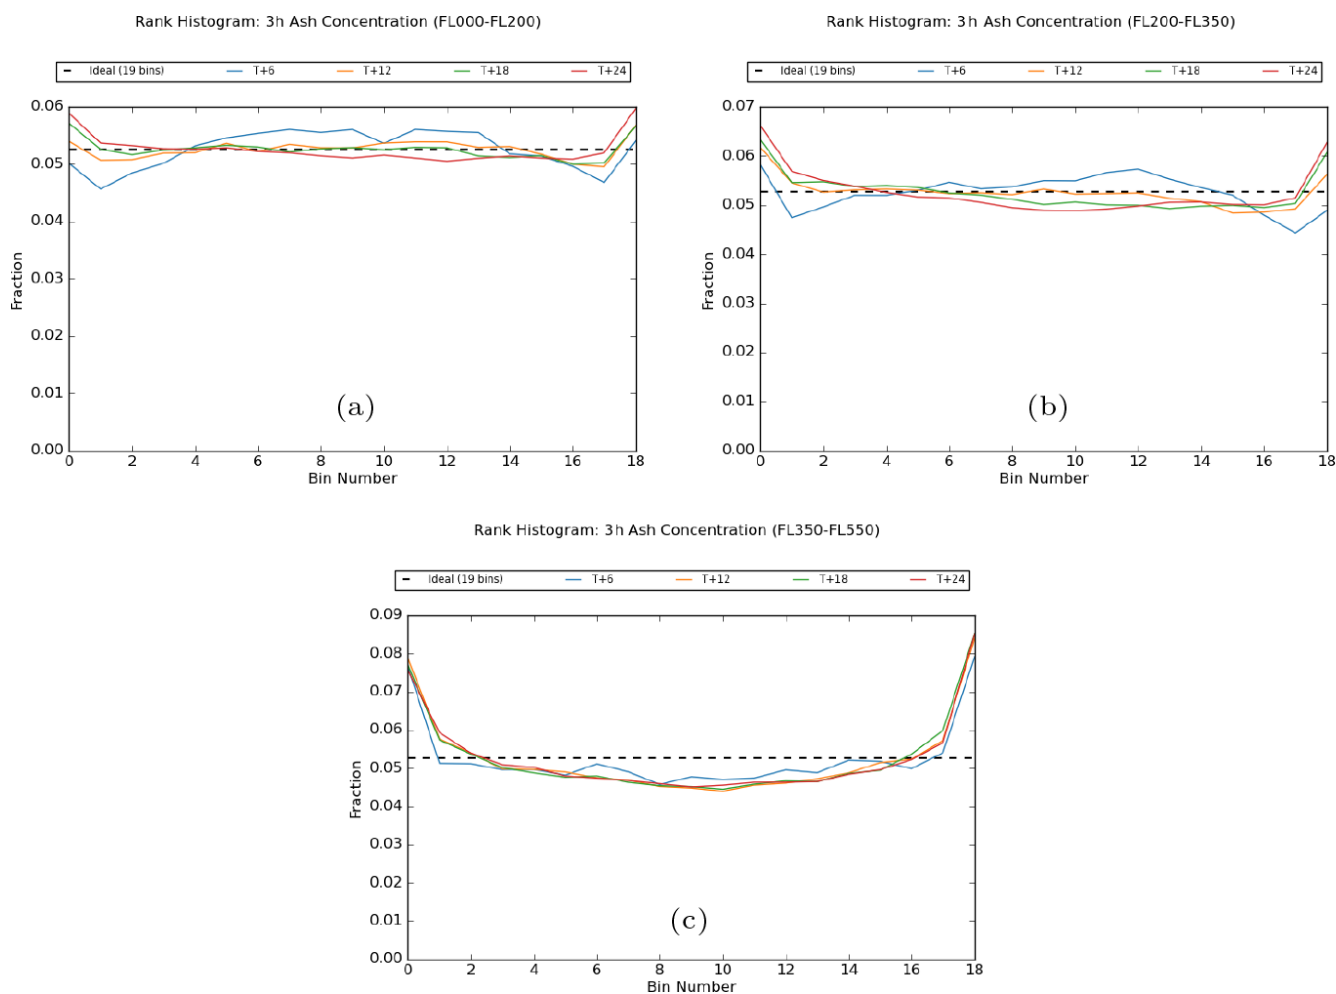 Rank Histogram: 3h Ash Concentration (FL000-FL200)
Ideal (19 bins) T+6 T+12 T+18 T+24
0.06
0.05
0.04
0.03
0.02
0.01
0.00
Fraction
(a)
0 2 4 6 8 10 12 14 16 18
Bin Number
Rank Histogram: 3h Ash Concentration (FL200-FL350)
Ideal (19 bins) T+6 T+12 T+18 T+24
0.07
0.06
0.05
0.04
0.03
0.02
0.01
0.00
Fraction
(b)
0 2 4 6 8 10 12 14 16 18
Bin Number
Rank Histogram: 3h Ash Concentration (FL350-FL550)
Ideal (19 bins) T+6 T+12 T+18 T+24
0.09
0.08
0.07
0.06
0.05
0.04
0.03
0.02
0.01
0.00
Fraction
(c)
0 2 4 6 8 10 12 14 16 18
Bin Number